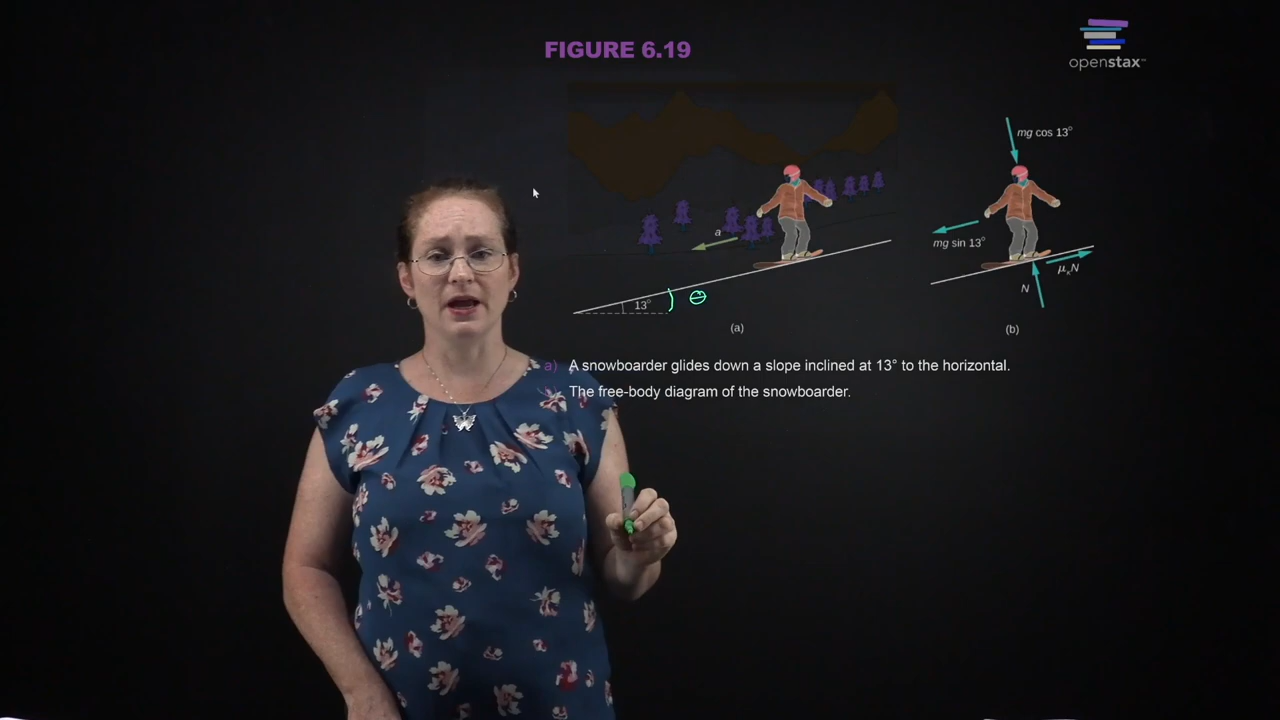 FIGURE 6.19
openstax™
mg cos 13°
a
mg sin 13°
μₖN
N
13°
θ
(a)
(b)
a) A snowboarder glides down a slope inclined at 13° to the horizontal.
The free-body diagram of the snowboarder.